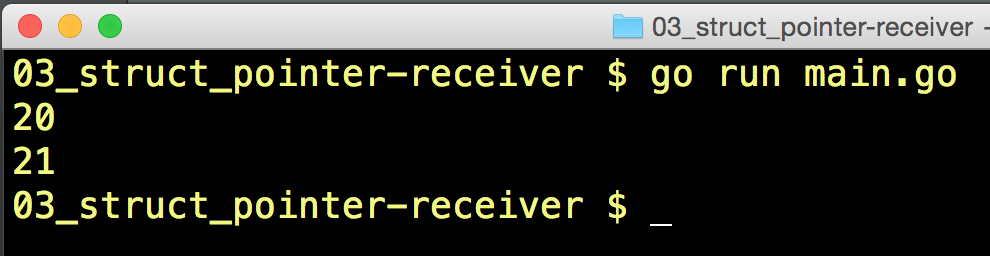 03_struct_pointer-receiver -
03_struct_pointer-receiver $ go run main.go
20
21
03_struct_pointer-receiver $ _